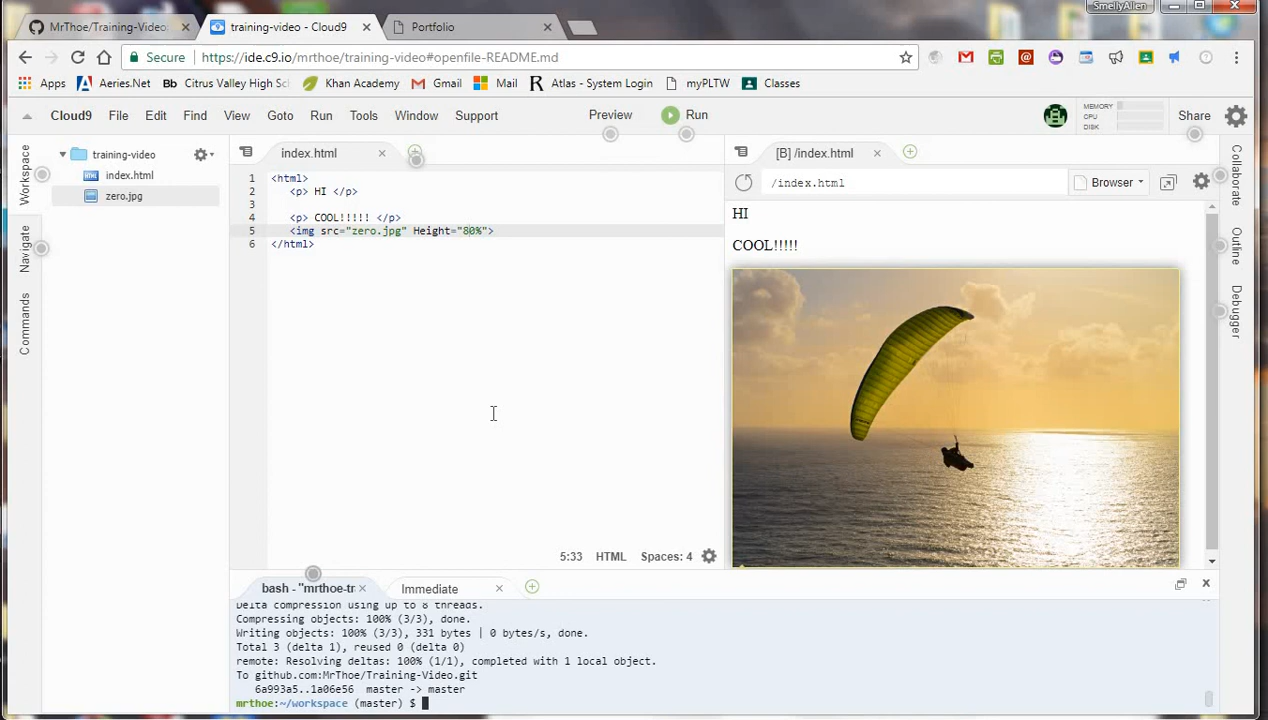 SmellyAllen
MrThoe/Training-Video
training-video - Cloud9
Portfolio
Secure https://ide.c9.io/mrthoe/training-video#openfile-README.md
Apps Aeries.Net Bb Citrus Valley High Sc Khan Academy Gmail Mail R Atlas - System Login myPLTW Classes
Cloud9 File Edit Find View Goto Run Tools Window Support Preview Run MEMORY CPU DISK Share
Workspace
Navigate
Commands
training-video
index.html
zero.jpg
index.html
1 <html>
2 <p> HI </p>
3
4 <p> COOL!!!!! </p>
5 <img src="zero.jpg" Height="80%">
6 </html>
5:33 HTML Spaces: 4
[B] /index.html
/index.html Browser
HI
COOL!!!!!
Collaborate
Outline
Debugger
bash - "mrthoe-tr Immediate
Delta compression using up to 8 threads.
Compressing objects: 100% (3/3), done.
Writing objects: 100% (3/3), 331 bytes | 0 bytes/s, done.
Total 3 (delta 1), reused 0 (delta 0)
remote: Resolving deltas: 100% (1/1), completed with 1 local object.
To github.com:MrThoe/Training-Video.git
6a993a5..1a06e56 master -> master
mrthoe:~/workspace (master) $